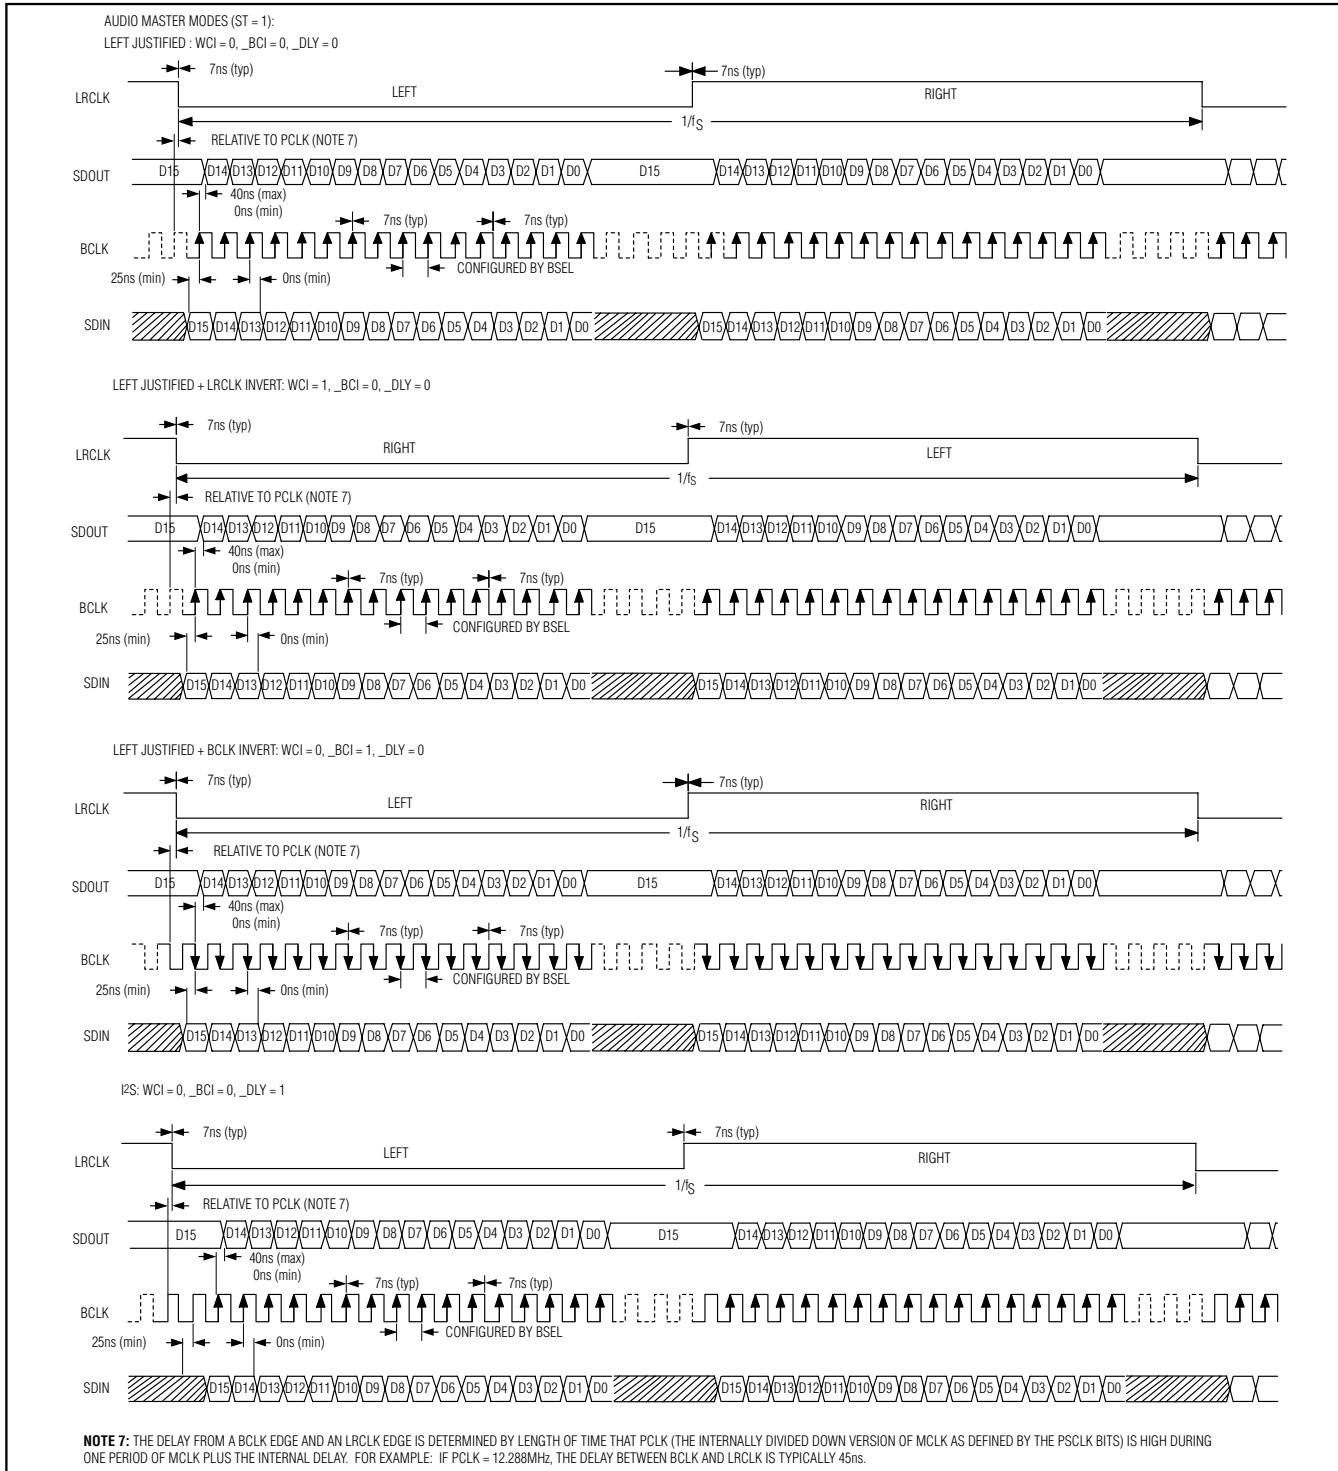 AUDIO MASTER MODES (ST = 1):
LEFT JUSTIFIED : WCI = 0, _BCI = 0, _DLY = 0
7ns (typ) 7ns (typ)
LRCLK LEFT RIGHT
1/fS
RELATIVE TO PCLK (NOTE 7)
SDOUT D15 D14 D13 D12 D11 D10 D9 D8 D7 D6 D5 D4 D3 D2 D1 D0 D15 D14 D13 D12 D11 D10 D9 D8 D7 D6 D5 D4 D3 D2 D1 D0
40ns (max)
0ns (min) 7ns (typ) 7ns (typ)
BCLK
25ns (min) 0ns (min) CONFIGURED BY BSEL
SDIN D15 D14 D13 D12 D11 D10 D9 D8 D7 D6 D5 D4 D3 D2 D1 D0 D15 D14 D13 D12 D11 D10 D9 D8 D7 D6 D5 D4 D3 D2 D1 D0
LEFT JUSTIFIED + LRCLK INVERT: WCI = 1, _BCI = 0, _DLY = 0
7ns (typ) 7ns (typ)
LRCLK RIGHT LEFT
1/fS
RELATIVE TO PCLK (NOTE 7)
SDOUT D15 D14 D13 D12 D11 D10 D9 D8 D7 D6 D5 D4 D3 D2 D1 D0 D15 D14 D13 D12 D11 D10 D9 D8 D7 D6 D5 D4 D3 D2 D1 D0
40ns (max)
0ns (min) 7ns (typ) 7ns (typ)
BCLK
25ns (min) 0ns (min) CONFIGURED BY BSEL
SDIN D15 D14 D13 D12 D11 D10 D9 D8 D7 D6 D5 D4 D3 D2 D1 D0 D15 D14 D13 D12 D11 D10 D9 D8 D7 D6 D5 D4 D3 D2 D1 D0
LEFT JUSTIFIED + BCLK INVERT: WCI = 0, _BCI = 1, _DLY = 0
7ns (typ) 7ns (typ)
LRCLK LEFT RIGHT
1/fS
RELATIVE TO PCLK (NOTE 7)
SDOUT D15 D14 D13 D12 D11 D10 D9 D8 D7 D6 D5 D4 D3 D2 D1 D0 D15 D14 D13 D12 D11 D10 D9 D8 D7 D6 D5 D4 D3 D2 D1 D0
40ns (max)
0ns (min) 7ns (typ) 7ns (typ)
BCLK
25ns (min) 0ns (min) CONFIGURED BY BSEL
SDIN D15 D14 D13 D12 D11 D10 D9 D8 D7 D6 D5 D4 D3 D2 D1 D0 D15 D14 D13 D12 D11 D10 D9 D8 D7 D6 D5 D4 D3 D2 D1 D0
I2S: WCI = 0, _BCI = 0, _DLY = 1
7ns (typ) 7ns (typ)
LRCLK LEFT RIGHT
1/fS
RELATIVE TO PCLK (NOTE 7)
SDOUT D15 D14 D13 D12 D11 D10 D9 D8 D7 D6 D5 D4 D3 D2 D1 D0 D15 D14 D13 D12 D11 D10 D9 D8 D7 D6 D5 D4 D3 D2 D1 D0
40ns (max)
0ns (min) 7ns (typ) 7ns (typ)
BCLK
25ns (min) 0ns (min) CONFIGURED BY BSEL
SDIN D15 D14 D13 D12 D11 D10 D9 D8 D7 D6 D5 D4 D3 D2 D1 D0 D15 D14 D13 D12 D11 D10 D9 D8 D7 D6 D5 D4 D3 D2 D1 D0
NOTE 7: THE DELAY FROM A BCLK EDGE AND AN LRCLK EDGE IS DETERMINED BY LENGTH OF TIME THAT PCLK (THE INTERNALLY DIVIDED DOWN VERSION OF MCLK AS DEFINED BY THE PSCLK BITS) IS HIGH DURING
ONE PERIOD OF MCLK PLUS THE INTERNAL DELAY. FOR EXAMPLE: IF PCLK = 12.288MHz, THE DELAY BETWEEN BCLK AND LRCLK IS TYPICALLY 45ns.